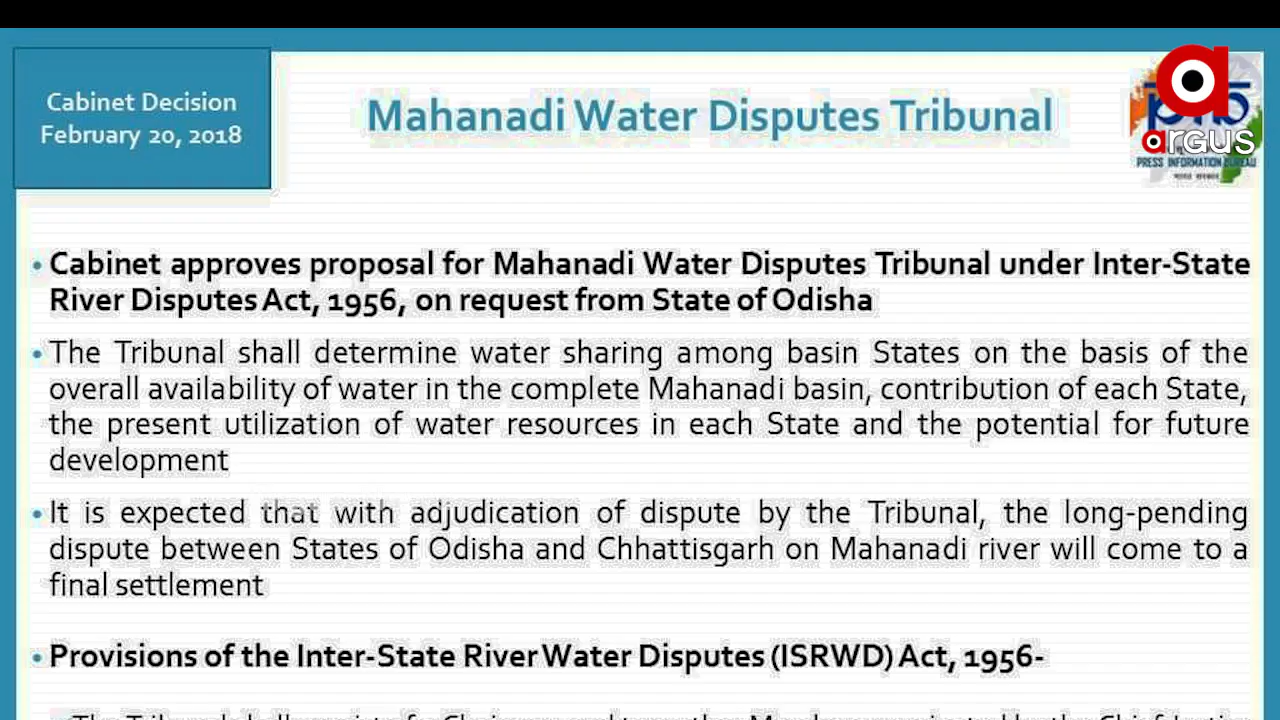 Cabinet Decision
February 20, 2018
Mahanadi Water Disputes Tribunal
argus
PRESS INFORMATION BUREAU
भारत सरकार
• Cabinet approves proposal for Mahanadi Water Disputes Tribunal under Inter-State
River Disputes Act, 1956, on request from State of Odisha
• The Tribunal shall determine water sharing among basin States on the basis of the
overall availability of water in the complete Mahanadi basin, contribution of each State,
the present utilization of water resources in each State and the potential for future
development
• It is expected that with adjudication of dispute by the Tribunal, the long-pending
dispute between States of Odisha and Chhattisgarh on Mahanadi river will come to a
final settlement
• Provisions of the Inter-State River Water Disputes (ISRWD) Act, 1956-